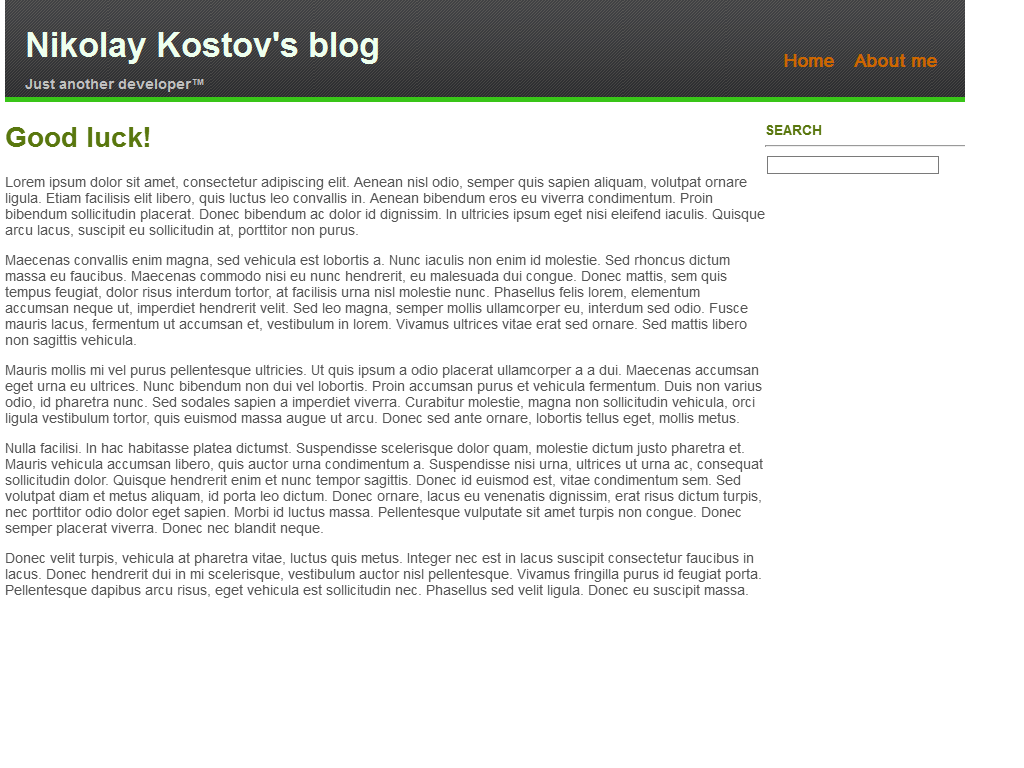 Nikolay Kostov's blog
Just another developer™
Home About me
Good luck!
Lorem ipsum dolor sit amet, consectetur adipiscing elit. Aenean nisl odio, semper quis sapien aliquam, volutpat ornare
ligula. Etiam facilisis elit libero, quis luctus leo convallis in. Aenean bibendum eros eu viverra condimentum. Proin
bibendum sollicitudin placerat. Donec bibendum ac dolor id dignissim. In ultricies ipsum eget nisi eleifend iaculis. Quisque
arcu lacus, suscipit eu sollicitudin at, porttitor non purus.
Maecenas convallis enim magna, sed vehicula est lobortis a. Nunc iaculis non enim id molestie. Sed rhoncus dictum
massa eu faucibus. Maecenas commodo nisi eu nunc hendrerit, eu malesuada dui congue. Donec mattis, sem quis
tempus feugiat, dolor risus interdum tortor, at facilisis urna nisl molestie nunc. Phasellus felis lorem, elementum
accumsan neque ut, imperdiet hendrerit velit. Sed leo magna, semper mollis ullamcorper eu, interdum sed odio. Fusce
mauris lacus, fermentum ut accumsan et, vestibulum in lorem. Vivamus ultrices vitae erat sed ornare. Sed mattis libero
non sagittis vehicula.
Mauris mollis mi vel purus pellentesque ultricies. Ut quis ipsum a odio placerat ullamcorper a a dui. Maecenas accumsan
eget urna eu ultrices. Nunc bibendum non dui vel lobortis. Proin accumsan purus et vehicula fermentum. Duis non varius
odio, id pharetra nunc. Sed sodales sapien a imperdiet viverra. Curabitur molestie, magna non sollicitudin vehicula, orci
ligula vestibulum tortor, quis euismod massa augue ut arcu. Donec sed ante ornare, lobortis tellus eget, mollis metus.
Nulla facilisi. In hac habitasse platea dictumst. Suspendisse scelerisque dolor quam, molestie dictum justo pharetra et.
Mauris vehicula accumsan libero, quis auctor urna condimentum a. Suspendisse nisi urna, ultrices ut urna ac, consequat
sollicitudin dolor. Quisque hendrerit enim et nunc tempor sagittis. Donec id euismod est, vitae condimentum sem. Sed
volutpat diam et metus aliquam, id porta leo dictum. Donec ornare, lacus eu venenatis dignissim, erat risus dictum turpis,
nec porttitor odio dolor eget sapien. Morbi id luctus massa. Pellentesque vulputate sit amet turpis non congue. Donec
semper placerat viverra. Donec nec blandit neque.
Donec velit turpis, vehicula at pharetra vitae, luctus quis metus. Integer nec est in lacus suscipit consectetur faucibus in
lacus. Donec hendrerit dui in mi scelerisque, vestibulum auctor nisl pellentesque. Vivamus fringilla purus id feugiat porta.
Pellentesque dapibus arcu risus, eget vehicula est sollicitudin nec. Phasellus sed velit ligula. Donec eu suscipit massa.
SEARCH